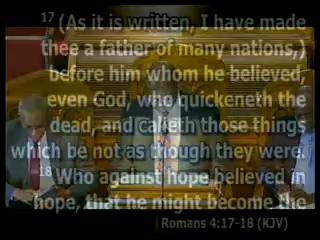 17 (As it is written, I have made
thee a father of many nations,)
before him whom he believed,
even God, who quickeneth the
dead, and calleth those things
which be not as though they were.
18 Who against hope believed in
hope, that he might become the
Romans 4:17-18 (KJV)